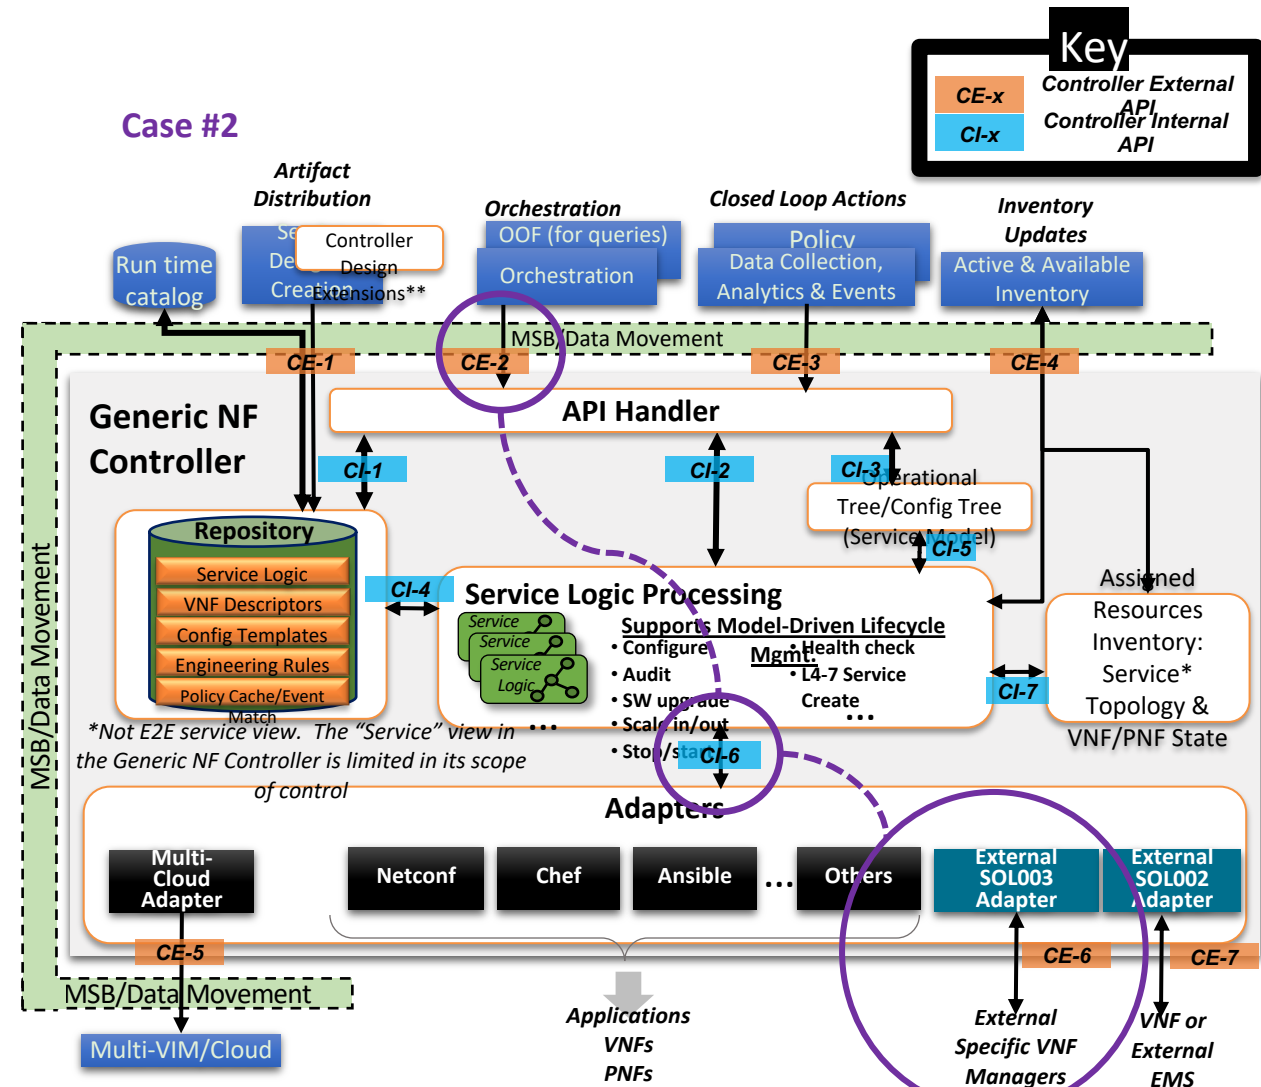 Key
CE-x
Controller External
API
CI-x
Controller Internal
API
Case #2
Artifact
Distribution
Orchestration
Closed Loop Actions
Inventory
Updates
Run time
catalog
Creation
Controller
Design
Extensions**
OOF (for queries)
Orchestration
Policy
Data Collection,
Analytics & Events
Active & Available
Inventory
MSB/Data Movement
CE-1
CE-2
CE-3
CE-4
Generic NF
Controller
API Handler
CI-1
CI-2
CI-3
Operational
Tree/Config Tree
(Service Model)
CI-5
Repository
Service Logic
VNF Descriptors
Config Templates
Engineering Rules
Policy Cache/Event
Match
CI-4
Service Logic Processing
Supports Model-Driven Lifecycle
Mgmt.
Service
Service
Service
Logic
...
• Configure
• Audit
• SW upgrade
• Scale in/out
• Stop/start
• Health check
• L4-7 Service
Create
...
CI-7
Assigned
Resources
Inventory:
Service*
Topology &
VNF/PNF State
MSB/Data Movement
*Not E2E service view. The “Service” view in
the Generic NF Controller is limited in its scope
of control
CI-6
Adapters
Multi-
Cloud
Adapter
Netconf
Chef
Ansible
...
Others
External
SOL003
Adapter
External
SOL002
Adapter
CE-5
CE-6
CE-7
MSB/Data Movement
Multi-VIM/Cloud
Applications
VNFs
PNFs
External
Specific VNF
Managers
VNF or
External
EMS